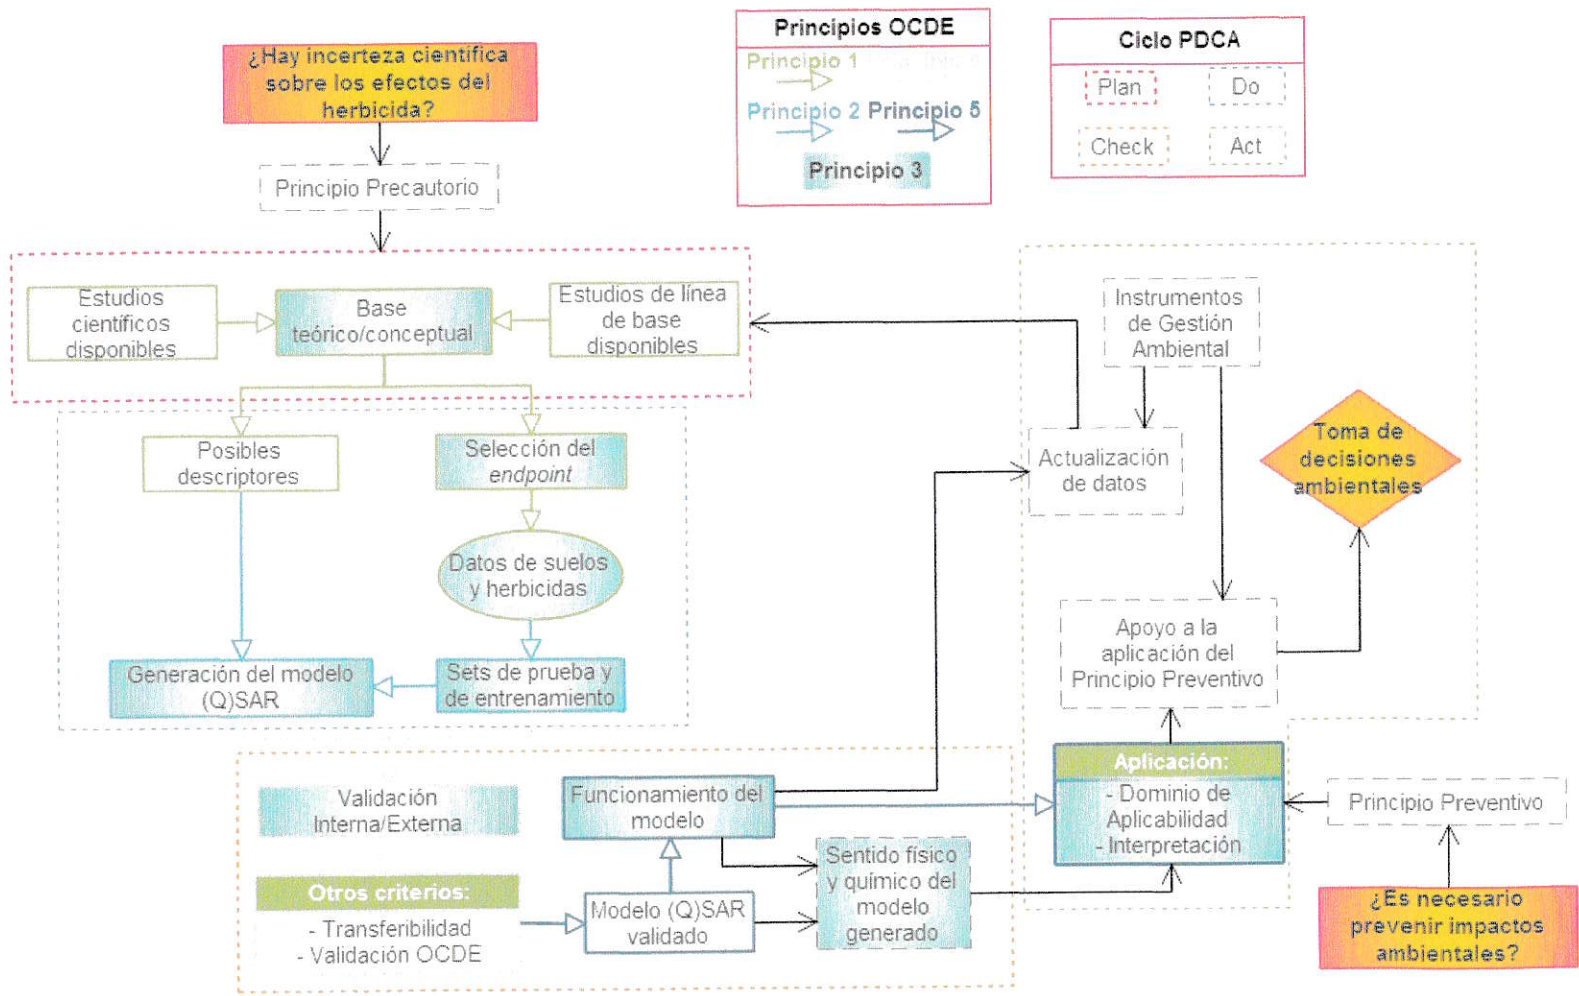 ¿Hay incerteza científica
sobre los efectos del
herbicida?
Principio Precautorio
Principios OCDE
Principio 1
Principio 2 Principio 5
Principio 3
Ciclo PDCA
Plan
Do
Check
Act
Estudios
científicos
disponibles
Base
teórico/conceptual
Estudios de línea
de base
disponibles
Posibles
descriptores
Selección del
endpoint
Datos de suelos
y herbicidas
Generación del modelo
(Q)SAR
Sets de prueba y
de entrenamiento
Instrumentos
de Gestión
Ambiental
Actualización
de datos
Toma de
decisiones
ambientales
Apoyo a la
aplicación del
Principio Preventivo
Validación
Interna/Externa
Otros criterios:
- Transferibilidad
- Validación OCDE
Funcionamiento del
modelo
Modelo (Q)SAR
validado
Sentido físico
y químico del
modelo
generado
Aplicación:
- Dominio de
Aplicabilidad
- Interpretación
Principio Preventivo
¿Es necesario
prevenir impactos
ambientales?